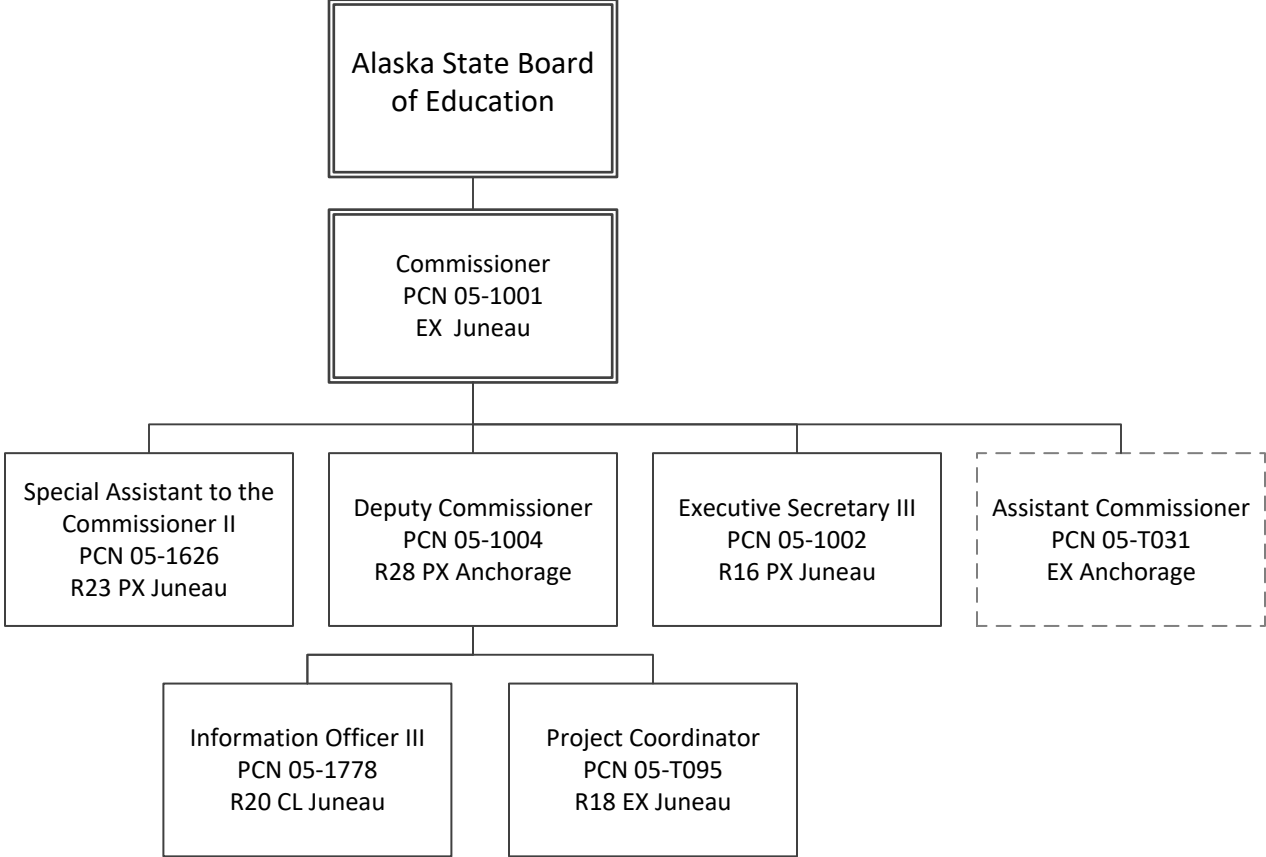 Alaska State Board
of Education
Commissioner
PCN 05-1001
EX  Juneau
Special Assistant to the
Commissioner II
PCN 05-1626
R23 PX Juneau
Deputy Commissioner
PCN 05-1004
R28 PX Anchorage
Executive Secretary III
PCN 05-1002
R16 PX Juneau
Assistant Commissioner
PCN 05-T031
EX Anchorage
Information Officer III
PCN 05-1778
R20 CL Juneau
Project Coordinator
PCN 05-T095
R18 EX Juneau